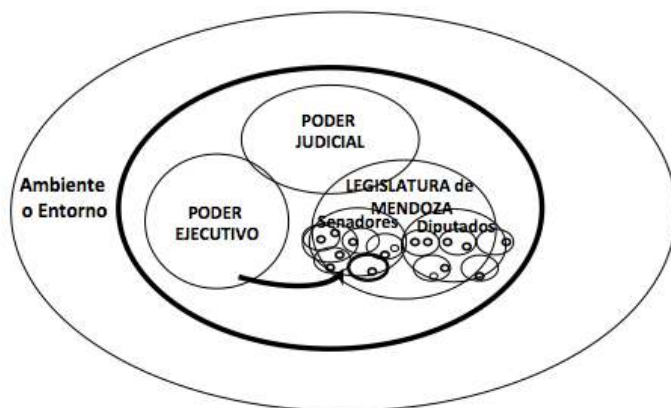 PODER
JUDICIAL
Ambiente
o Entorno
PODER
EJECUTIVO
LEGISLATURA de
MENDOZA
Senadores
Diputados